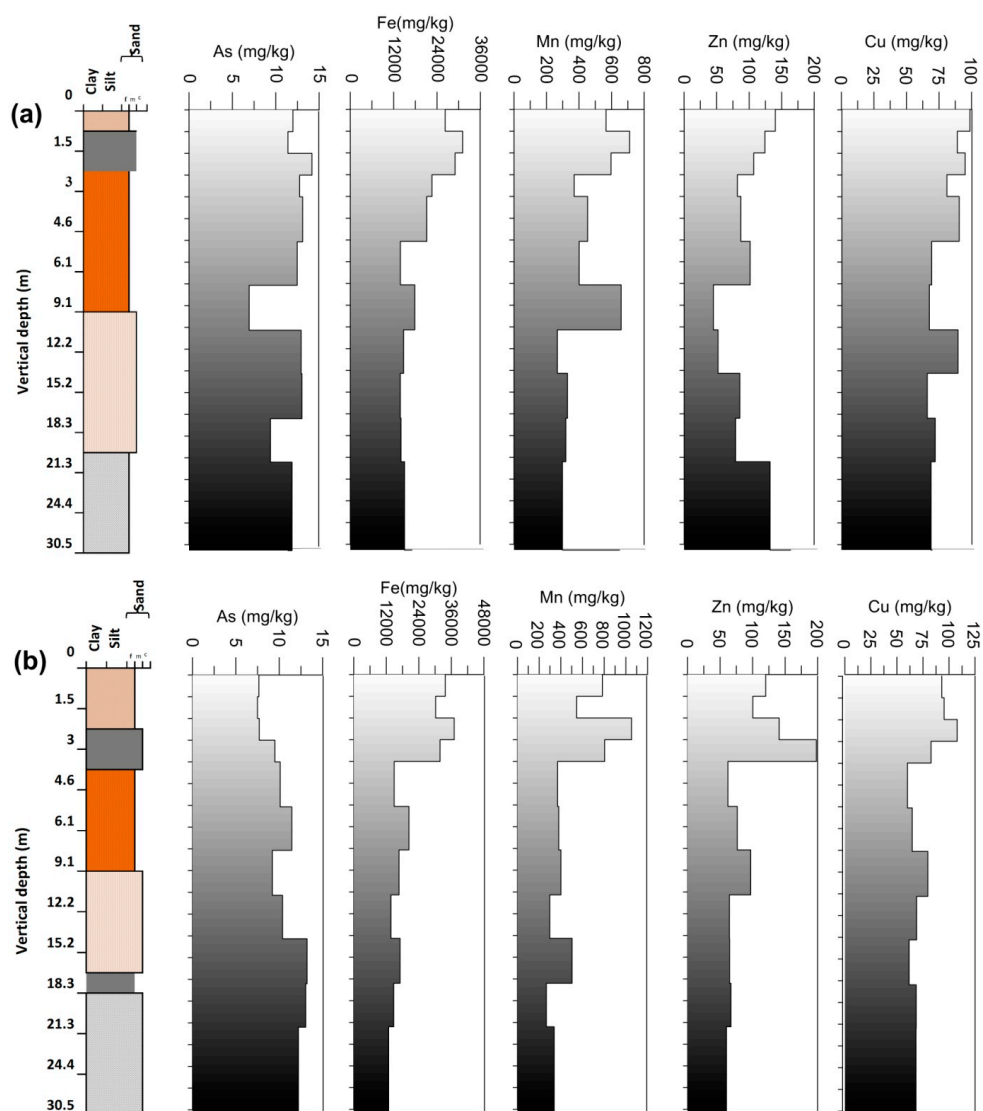 Fe(mg/kg)
As (mg/kg)
Mn (mg/kg)
Zn (mg/kg)
Cu (mg/kg)
Clay
Silt
Sand
f m c
0 5 10 15
0 12000 24000 36000
0 200 400 600 800
0 50 100 150 200
0 25 50 75 100
(a)
Vertical depth (m)
0
1.5
3
4.6
6.1
9.1
12.2
15.2
18.3
21.3
24.4
30.5
Fe(mg/kg)
As (mg/kg)
Mn (mg/kg)
Zn (mg/kg)
Cu (mg/kg)
Clay
Silt
Sand
f m c
0 5 10 15
0 12000 24000 36000 48000
0 200 400 600 800 1000 1200
0 50 100 150 200
0 25 50 75 100 125
(b)
Vertical depth (m)
0
1.5
3
4.6
6.1
9.1
12.2
15.2
18.3
21.3
24.4
30.5